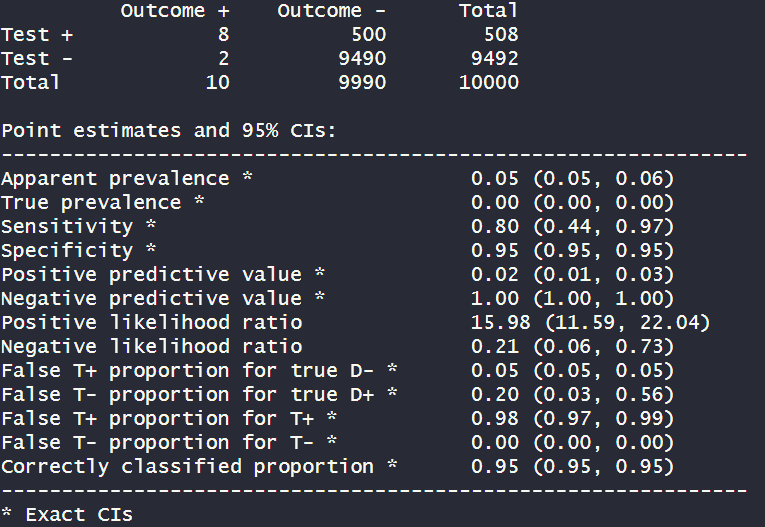 Outcome + Outcome - Total
Test + 8 500 508
Test - 2 9490 9492
Total 10 9990 10000
Point estimates and 95% CIs:
--------------------------------------------------------------
Apparent prevalence * 0.05 (0.05, 0.06)
True prevalence * 0.00 (0.00, 0.00)
Sensitivity * 0.80 (0.44, 0.97)
Specificity * 0.95 (0.95, 0.95)
Positive predictive value * 0.02 (0.01, 0.03)
Negative predictive value * 1.00 (1.00, 1.00)
Positive likelihood ratio 15.98 (11.59, 22.04)
Negative likelihood ratio 0.21 (0.06, 0.73)
False T+ proportion for true D- * 0.05 (0.05, 0.05)
False T- proportion for true D+ * 0.20 (0.03, 0.56)
False T+ proportion for T+ * 0.98 (0.97, 0.99)
False T- proportion for T- * 0.00 (0.00, 0.00)
Correctly classified proportion * 0.95 (0.95, 0.95)
--------------------------------------------------------------
* Exact CIs